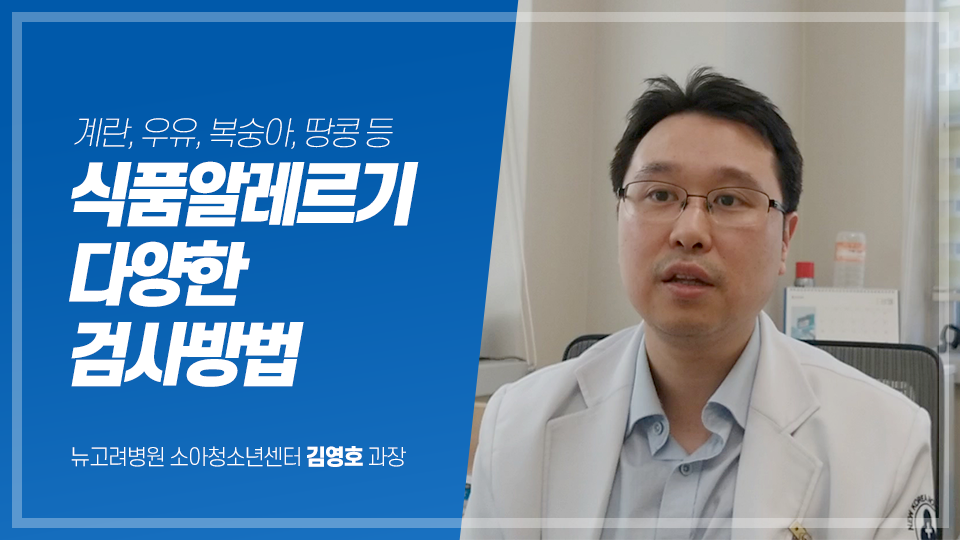 계란, 우유, 복숭아, 땅콩 등
식품알레르기
다양한
검사방법
뉴고려병원 소아청소년센터 김영호 과장